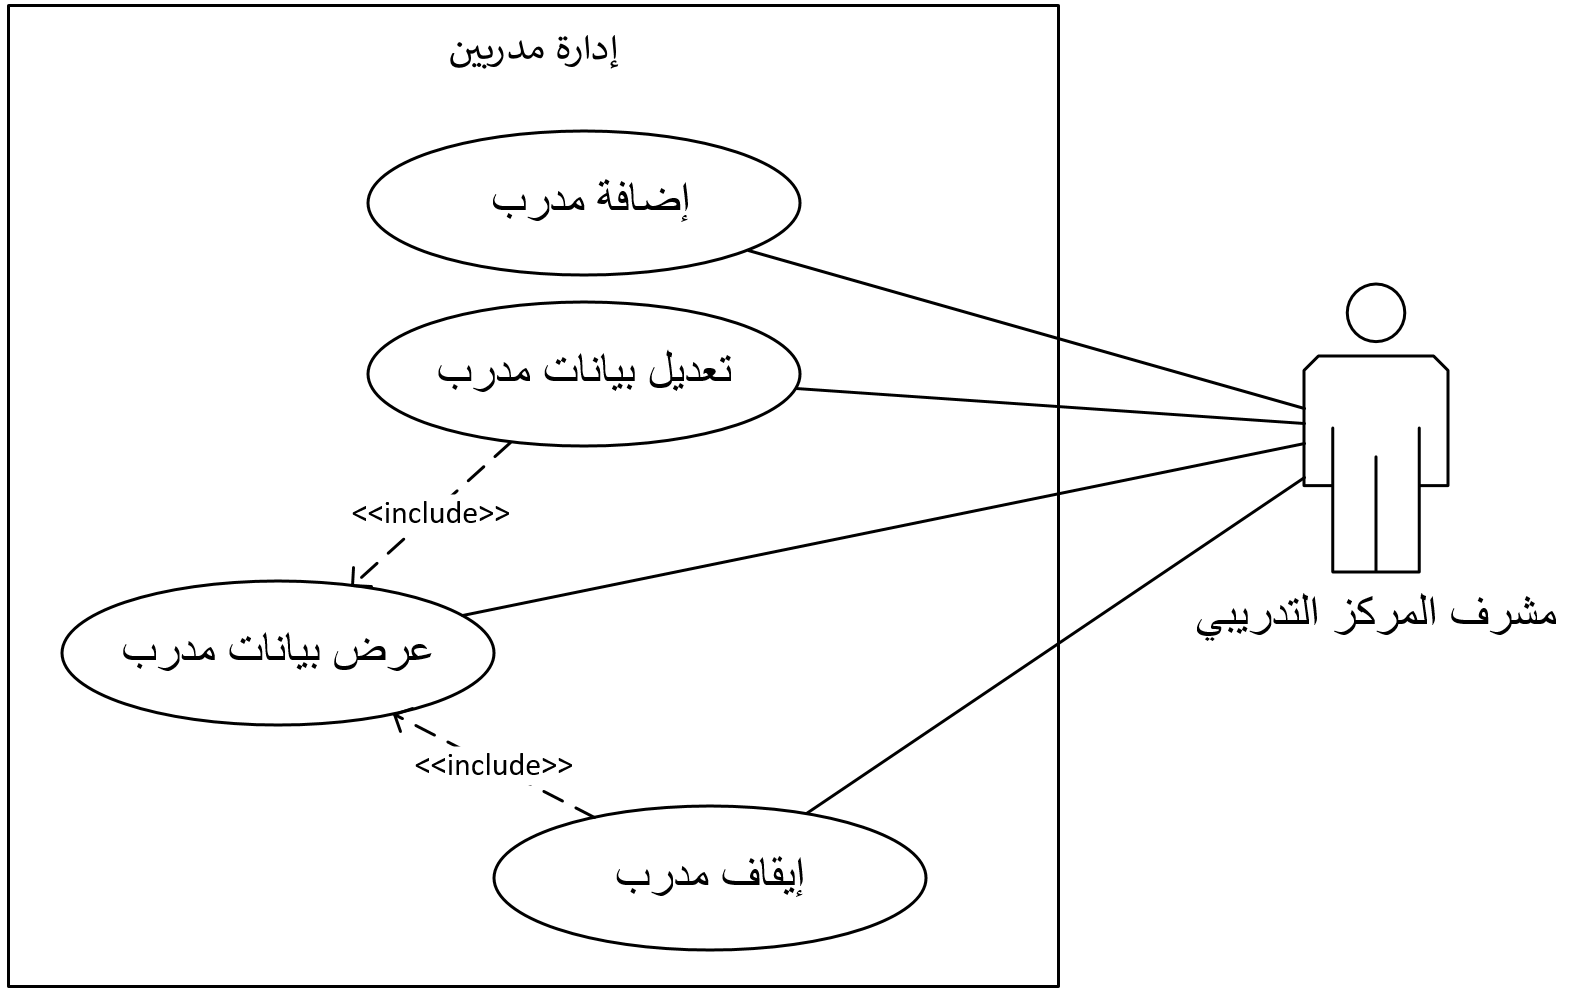 إدارة مدربين
إضافة مدرب
تعديل بيانات مدرب
<<include>>
عرض بيانات مدرب
<<include>>
إيقاف مدرب
مشرف المركز التدريبي